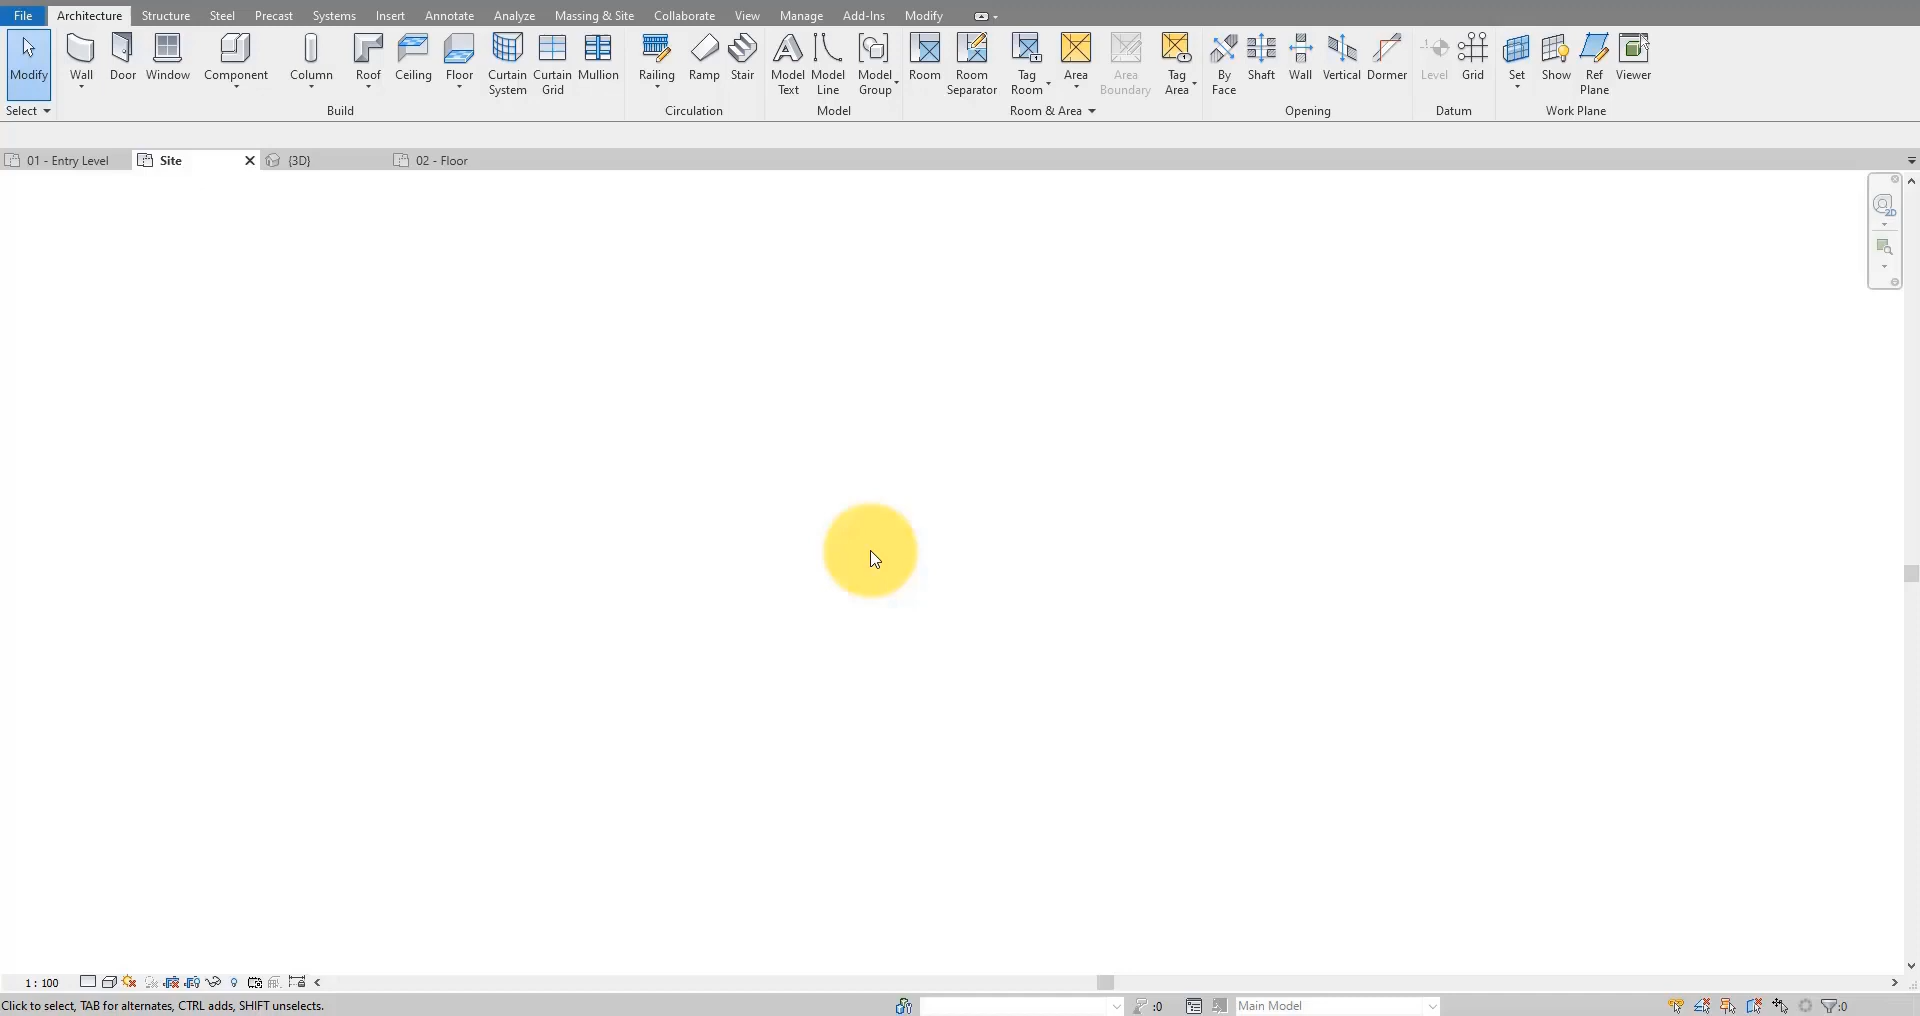 File Architecture Structure Steel Precast Systems Insert Annotate Analyze Massing & Site Collaborate View Manage Add-Ins Modify
Modify Wall Door Window Component Column Roof Ceiling Floor Curtain System Curtain Grid Mullion Railing Ramp Stair Model Text Model Line Model Group Room Room Separator Tag Room Area Area Boundary Tag Area By Face Shaft Wall Vertical Dormer Level Grid Set Show Ref Plane Viewer
Select Build Circulation Model Room & Area Opening Datum Work Plane
01 - Entry Level Site {3D} 02 - Floor
2D
1 : 100
Click to select, TAB for alternates, CTRL adds, SHIFT unselects. :0 Main Model :0